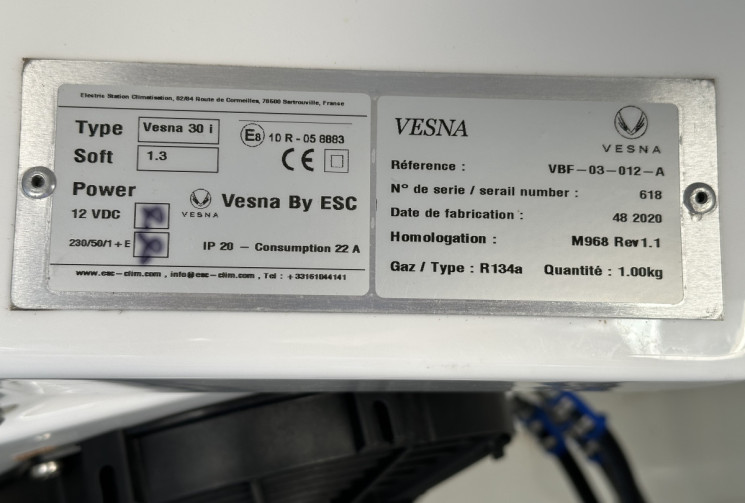 Electric Station Climatisation, 82/84 Route de Cormeilles, 78500 Sartrouville, France
Type Vesna 30 i
Soft 1.3
E8 10 R - 05 8883
CE
Power
12 VDC
230/50/1 + E
VESNA
Vesna By ESC
IP 20 - Consumption 22 A
www.esc-clim.com , info@esc-clim.com , Tel : +33161044141
VESNA
VESNA
Réference : VBF-03-012-A
N° de serie / serail number : 618
Date de fabrication : 48 2020
Homologation : M968 Rev1.1
Gaz / Type : R134a Quantité : 1.00kg